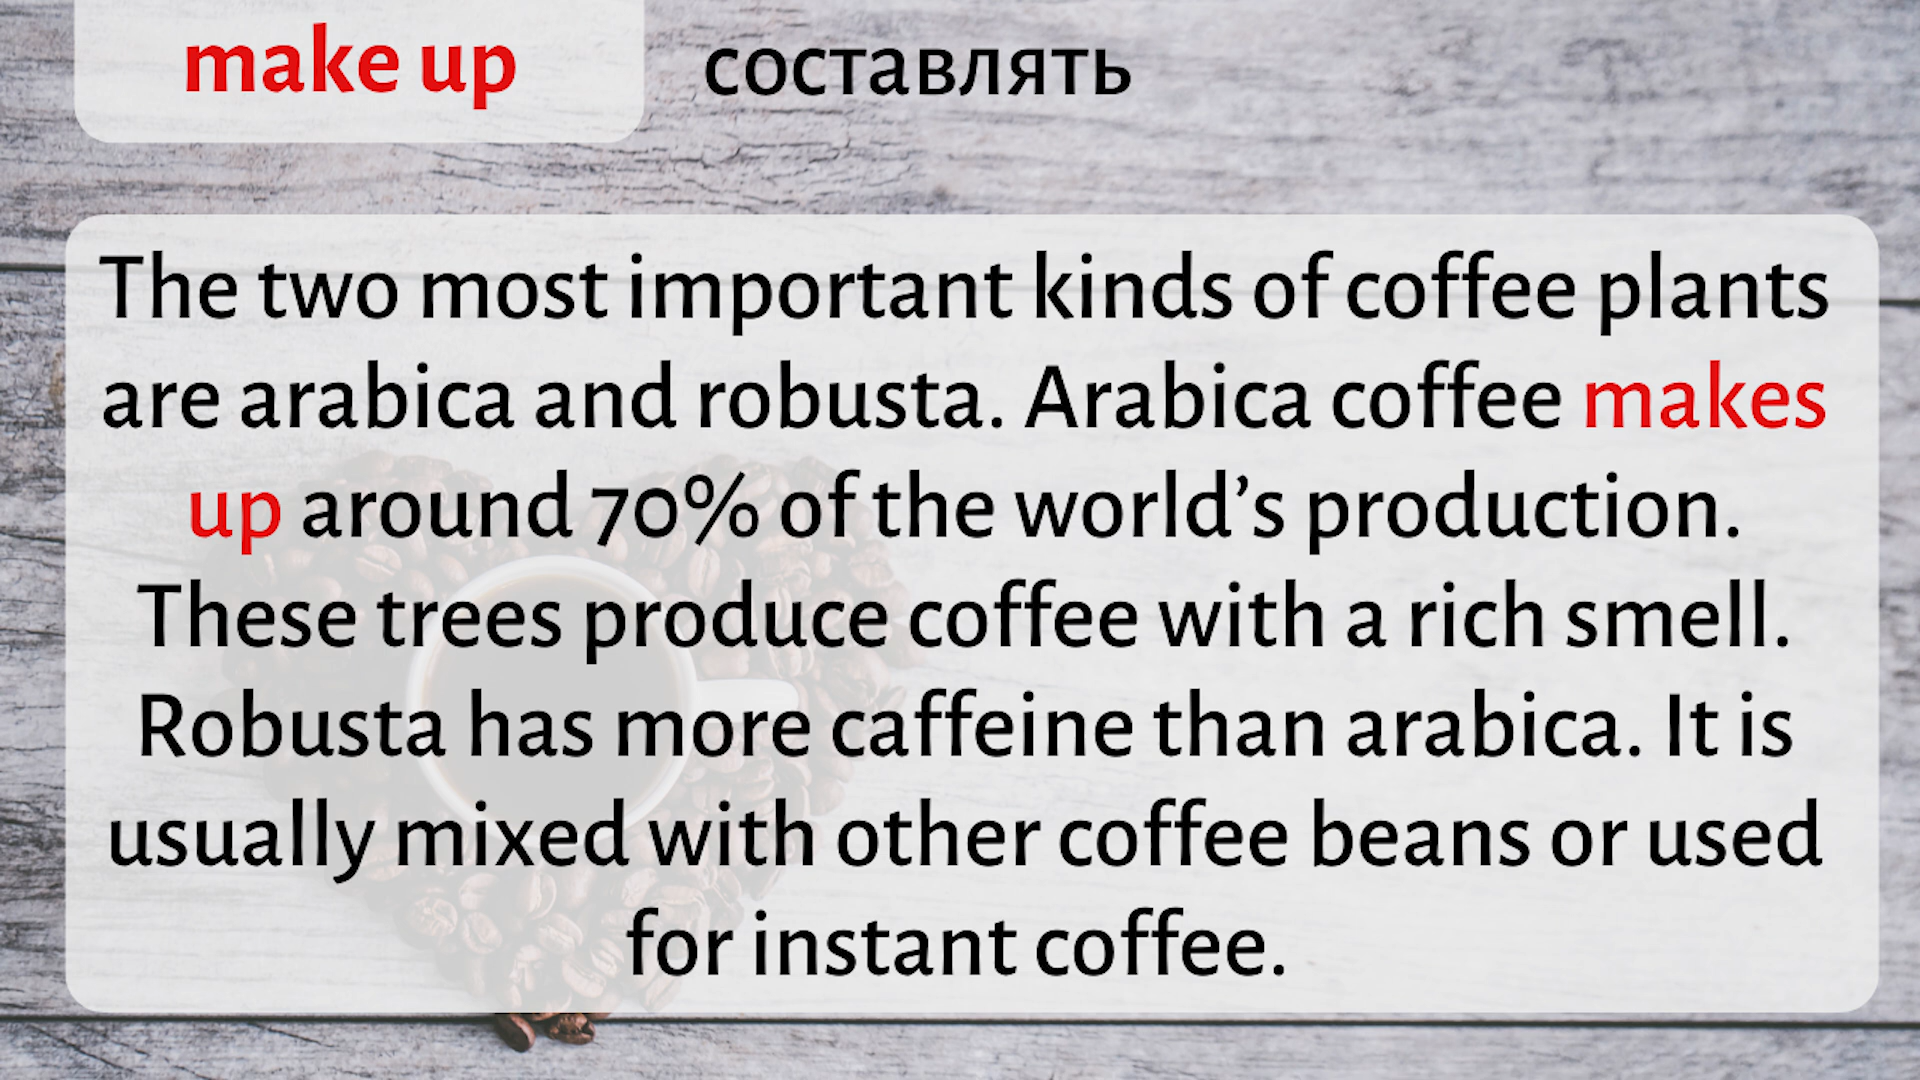 make up составлять
The two most important kinds of coffee plants
are arabica and robusta. Arabica coffee makes
up around 70% of the world’s production.
These trees produce coffee with a rich smell.
Robusta has more caffeine than arabica. It is
usually mixed with other coffee beans or used
for instant coffee.